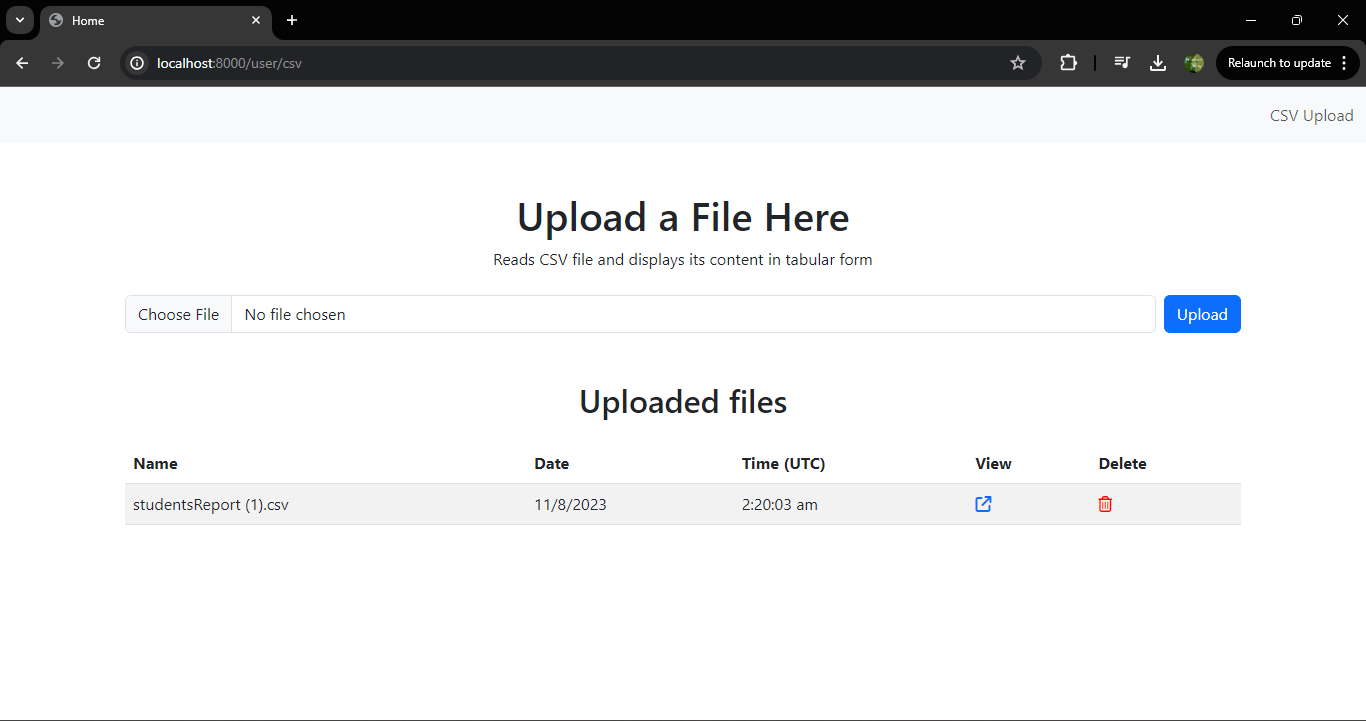 Home
localhost:8000/user/csv
Relaunch to update
CSV Upload
Upload a File Here
Reads CSV file and displays its content in tabular form
Choose File No file chosen Upload
Uploaded files
Name Date Time (UTC) View Delete
studentsReport (1).csv 11/8/2023 2:20:03 am